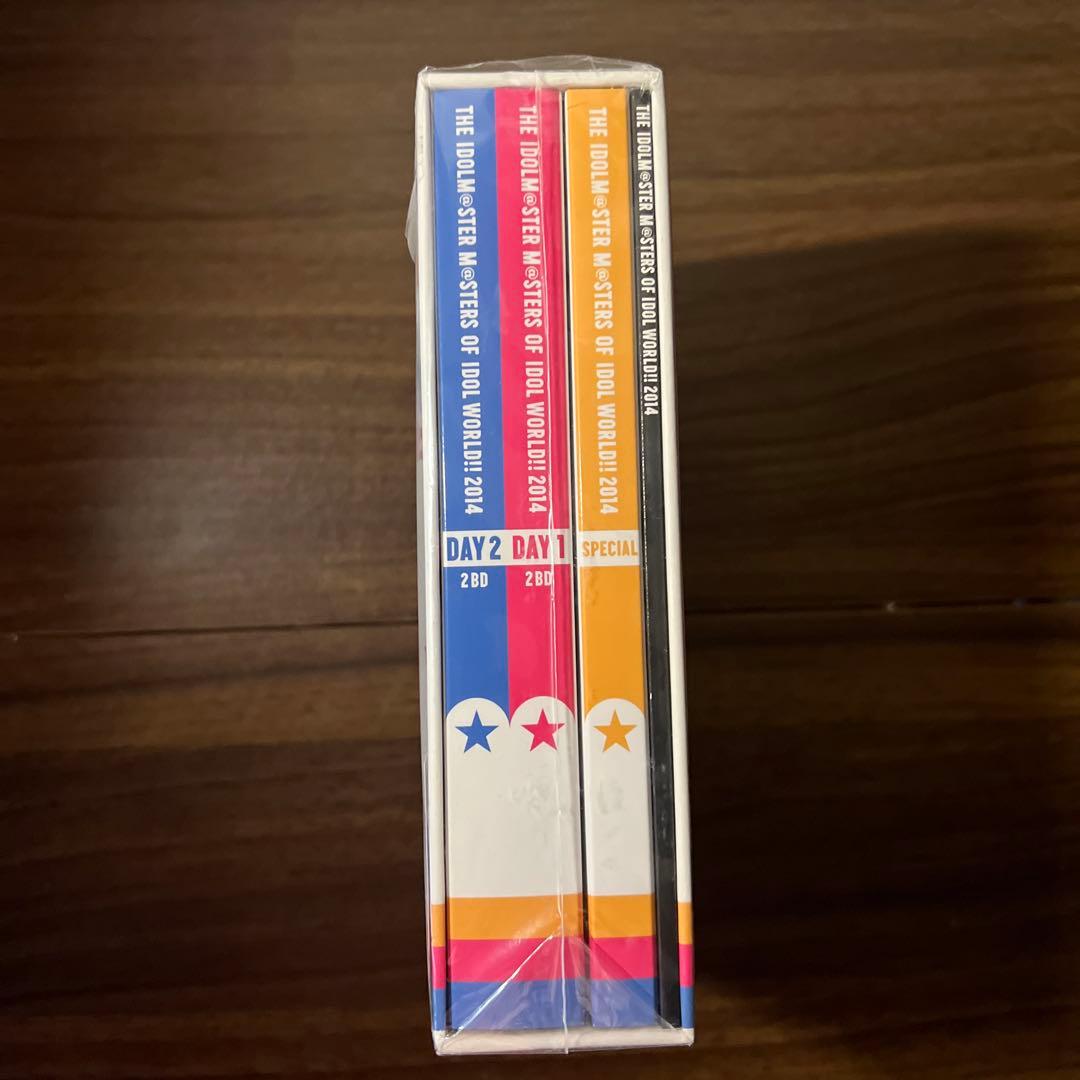 THE IDOLM@STER M@STERS OF IDOL WORLD!! 2014
DAY 2
2BD
THE IDOLM@STER M@STERS OF IDOL WORLD!! 2014
DAY 1
2BD
THE IDOLM@STER M@STERS OF IDOL WORLD!! 2014
SPECIAL
THE IDOLM@STER M@STERS OF IDOL WORLD!! 2014